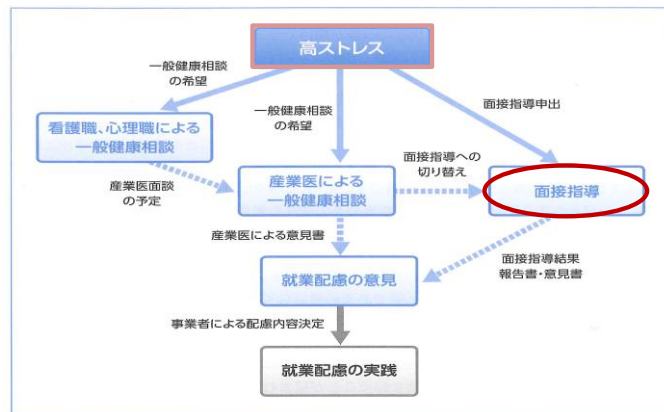 高ストレス
一般健康相談
の希望
一般健康相談
の希望
面接指導申出
看護職、心理職による
一般健康相談
産業医面談
の予定
産業医による
一般健康相談
面接指導への
切り替え
面接指導
産業医による意見書
面接指導結果
報告書・意見書
就業配慮の意見
事業者による配慮内容決定
就業配慮の実践